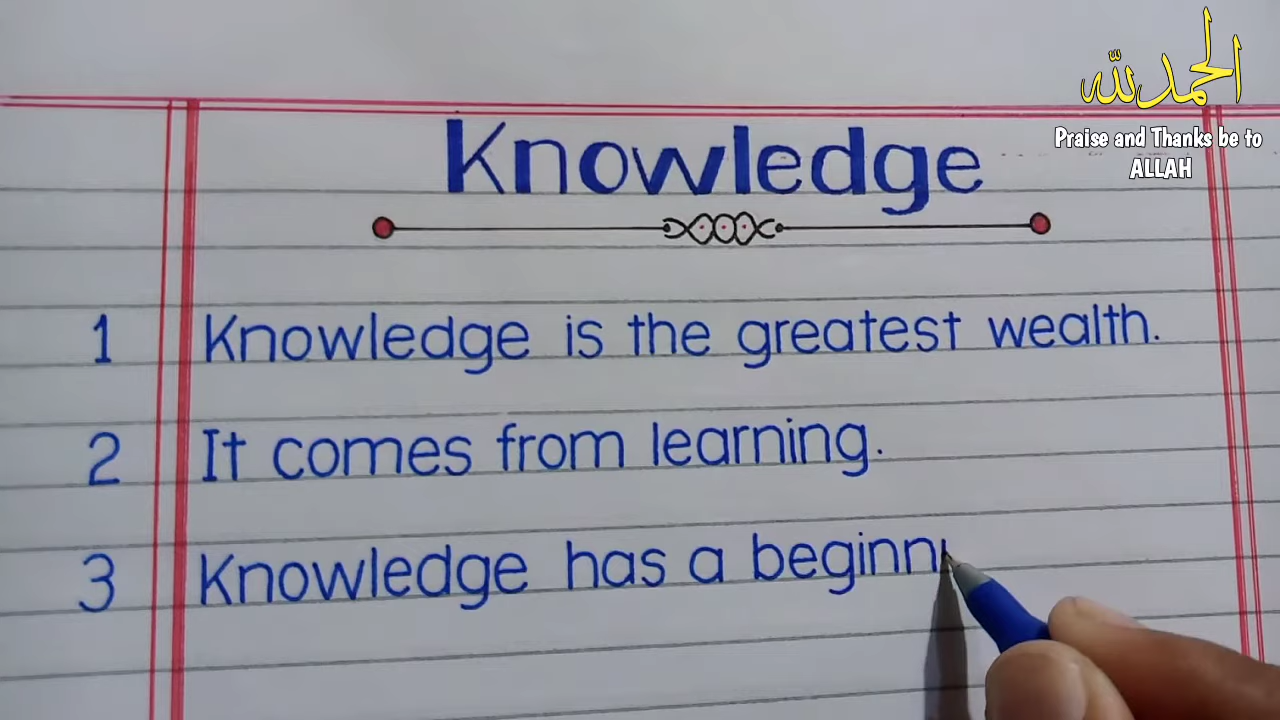 الحمد لله
Praise and Thanks be to
ALLAH
Knowledge
1 Knowledge is the greatest wealth.
2 It comes from learning.
3 Knowledge has a beginni